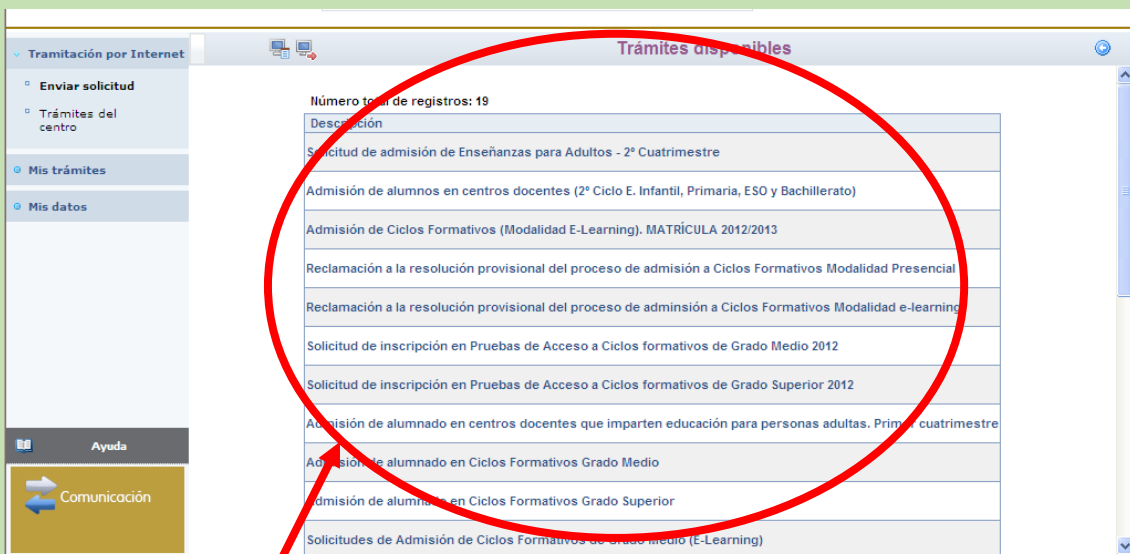 Tramitación por Internet
Enviar solicitud
Trámites del
centro
Mis trámites
Mis datos
Ayuda
Comunicación
Trámites disponibles
Número total de registros: 19
Descripción
Solicitud de admisión de Enseñanzas para Adultos - 2º Cuatrimestre
Admisión de alumnos en centros docentes (2º Ciclo E. Infantil, Primaria, ESO y Bachillerato)
Admisión de Ciclos Formativos (Modalidad E-Learning). MATRÍCULA 2012/2013
Reclamación a la resolución provisional del proceso de admisión a Ciclos Formativos Modalidad Presencial
Reclamación a la resolución provisional del proceso de adminsión a Ciclos Formativos Modalidad e-learning
Solicitud de inscripción en Pruebas de Acceso a Ciclos formativos de Grado Medio 2012
Solicitud de inscripción en Pruebas de Acceso a Ciclos formativos de Grado Superior 2012
Admisión de alumnado en centros docentes que imparten educación para personas adultas. Primer cuatrimestre
Admisión de alumnado en Ciclos Formativos Grado Medio
Admisión de alumnado en Ciclos Formativos Grado Superior
Solicitudes de Admisión de Ciclos Formativos de Grado Medio (E-Learning)